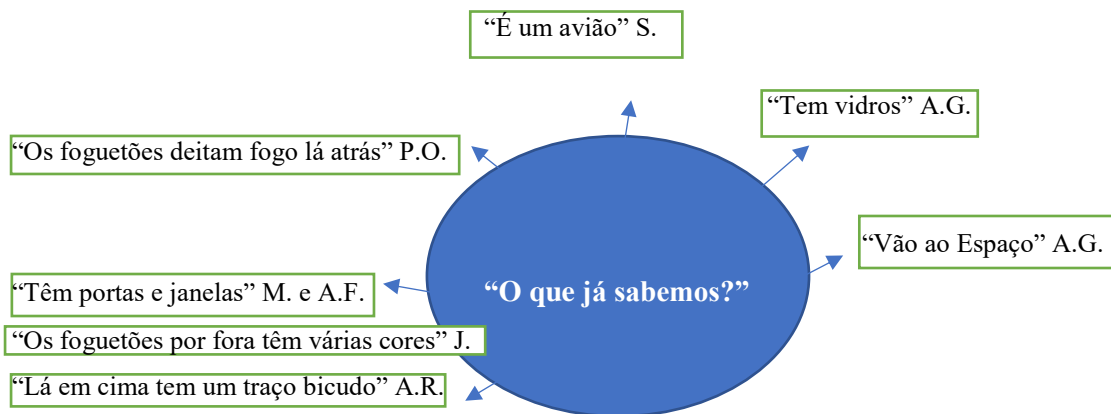 “É um avião” S.
“Tem vidros” A.G.
“Os foguetões deitam fogo lá atrás” P.O.
“Vão ao Espaço” A.G.
“O que já sabemos?”
“Têm portas e janelas” M. e A.F.
“Os foguetões por fora têm várias cores” J.
“Lá em cima tem um traço bicudo” A.R.